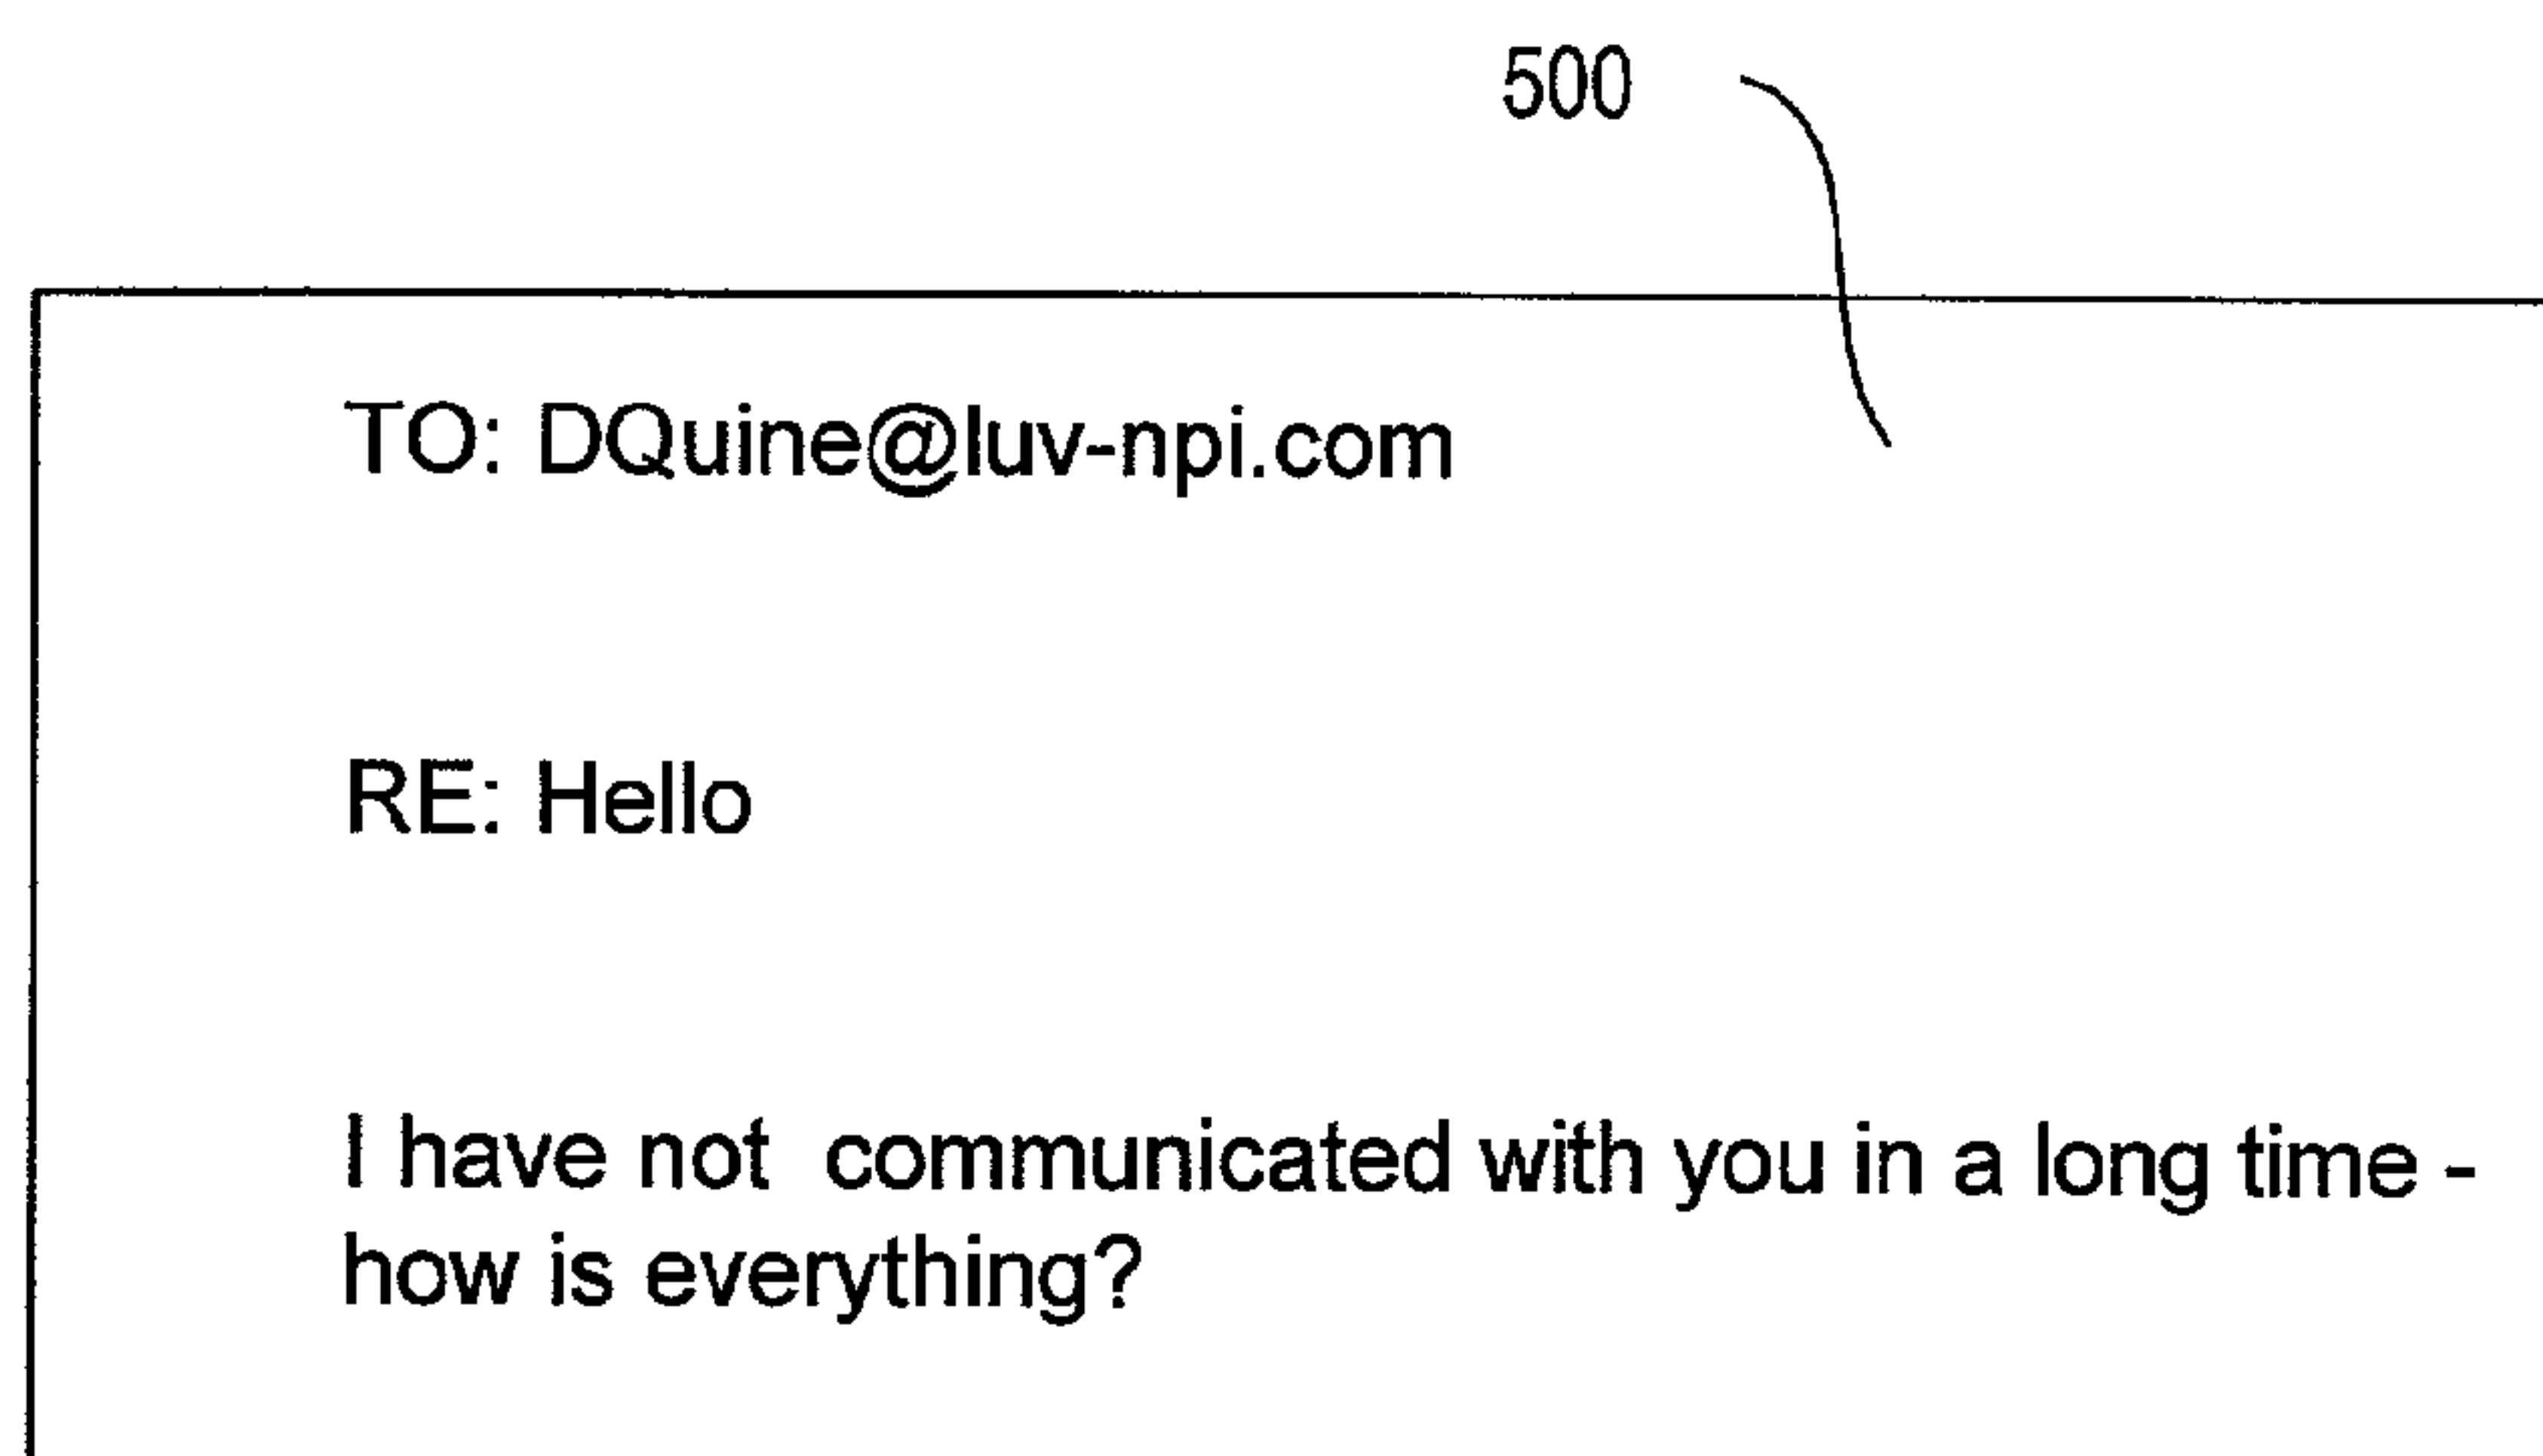 500
TO: DQuine@luv-npi.com
RE: Hello
I have not communicated with you in a long time -
how is everything?